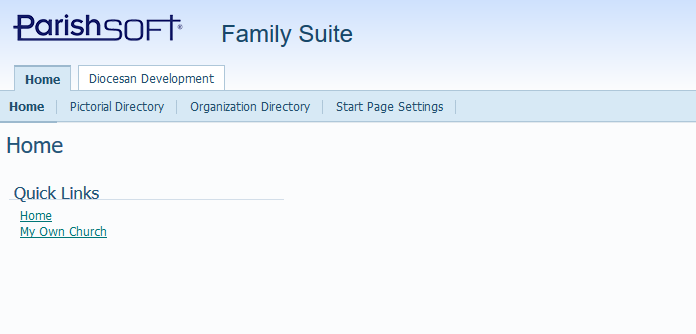 ParishSOFT® Family Suite
Home Diocesan Development
Home Pictorial Directory Organization Directory Start Page Settings
Home
Quick Links
Home
My Own Church